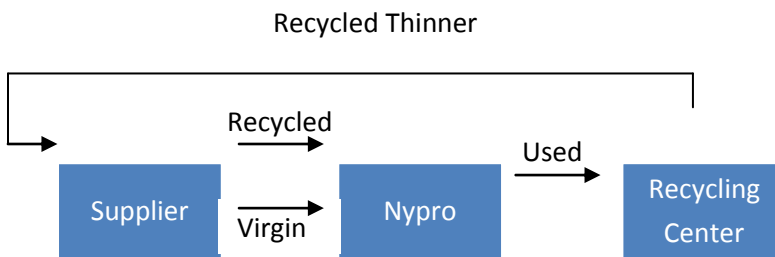 Recycled Thinner
Recycled
Used
Supplier
Virgin
Nypro
Recycling
Center